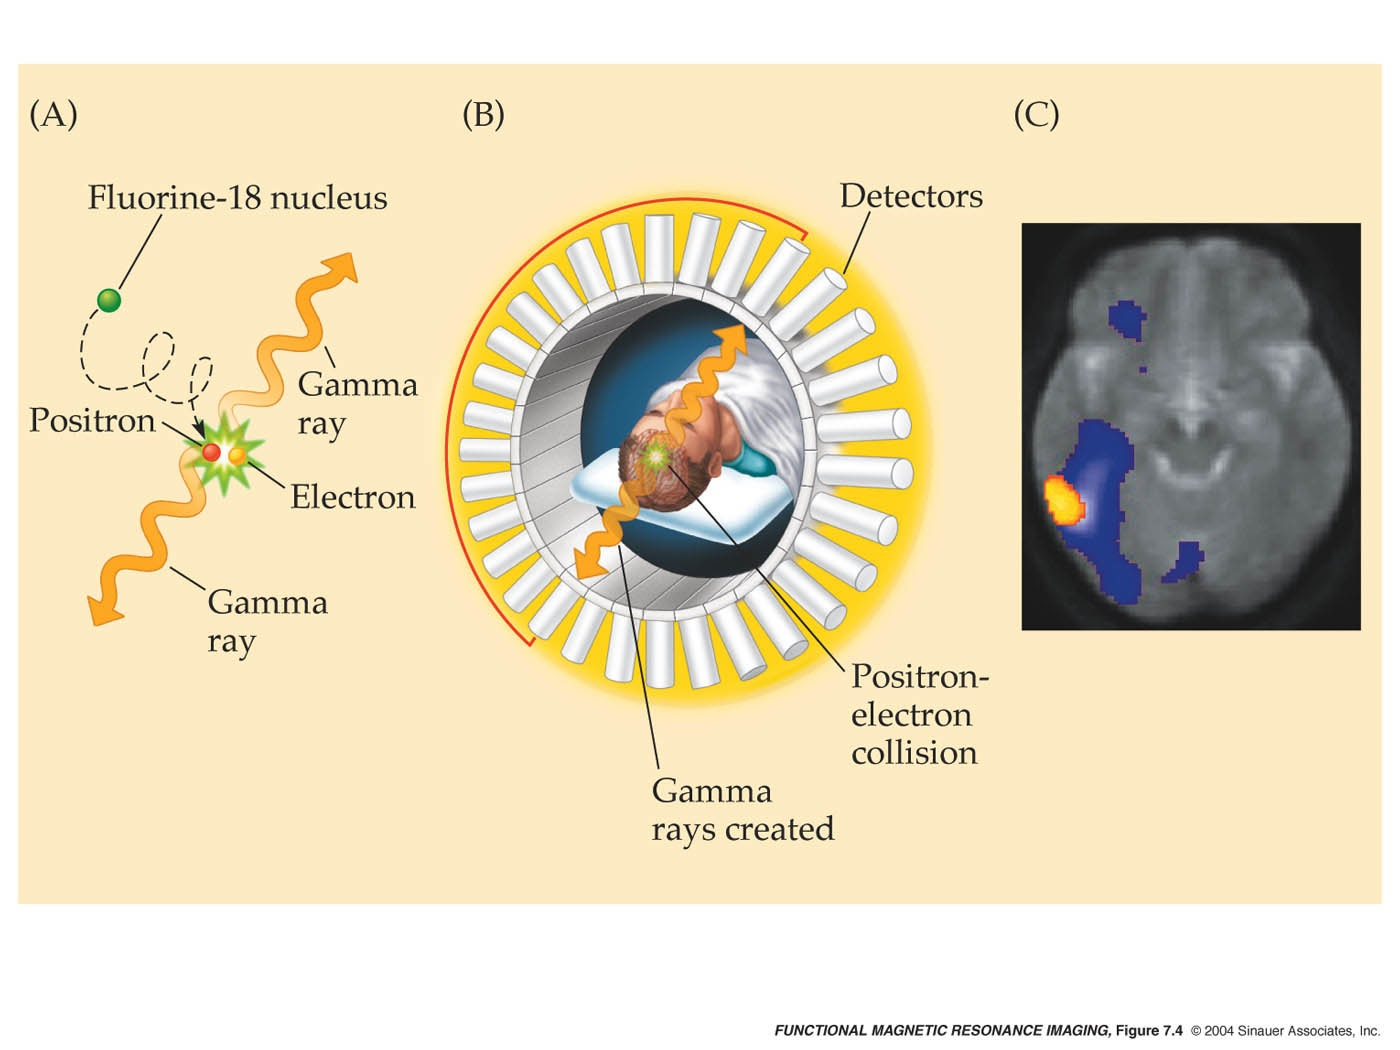 (A)
Fluorine-18 nucleus
Gamma
ray
Positron
Electron
Gamma
ray
(B)
Detectors
Positron-
electron
collision
Gamma
rays created
(C)
FUNCTIONAL MAGNETIC RESONANCE IMAGING, Figure 7.4 © 2004 Sinauer Associates, Inc.